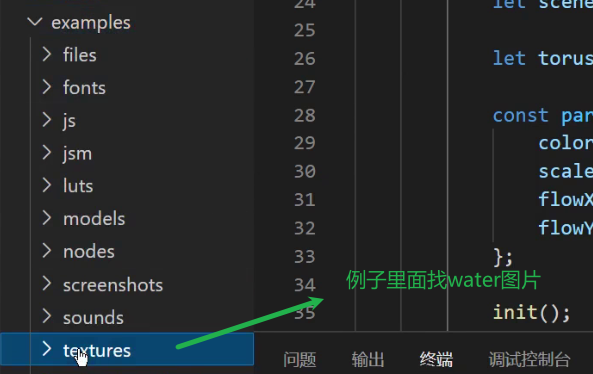 examples
files
fonts
js
jsm
luts
models
nodes
screenshots
sounds
textures
24 let scene
25
26 let torus
27
28 const par
29 color
30 scale
31 flowX
32 flowY
33 };
34 例子里面找water图片
35 init();
问题 输出 终端 调试控制台